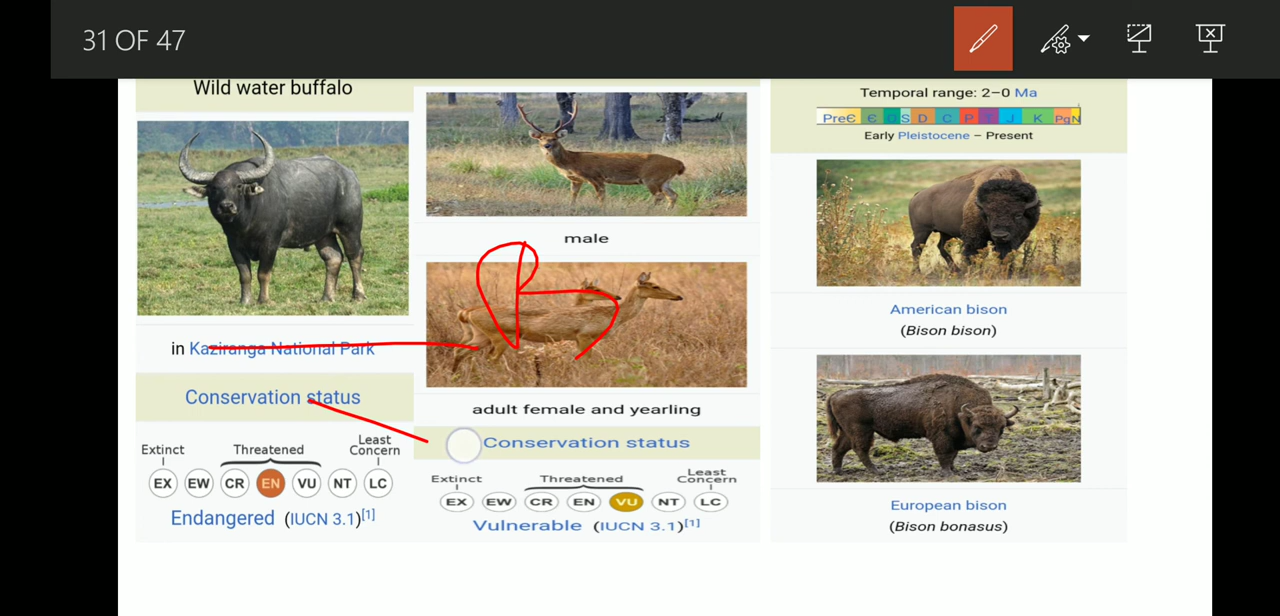 31 OF 47
Wild water buffalo
in Kaziranga National Park
Conservation status
Extinct
Threatened
Least
Concern
EX EW CR EN VU NT LC
Endangered (IUCN 3.1)[1]
male
adult female and yearling
Conservation status
Extinct
Threatened
Least
Concern
EX EW CR EN VU NT LC
Vulnerable (IUCN 3.1)[1]
Temporal range: 2–0 Ma
PreꞒ Ꞓ O S D C P T J K Pg N
Early Pleistocene – Present
American bison
(Bison bison)
European bison
(Bison bonasus)